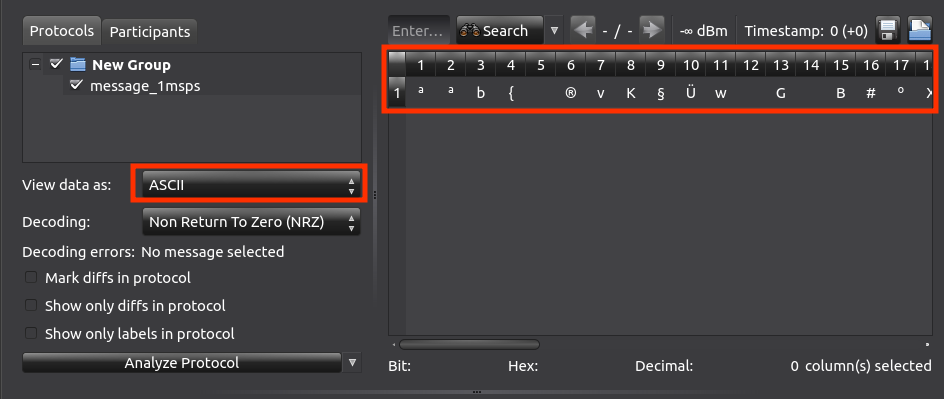 Protocols Participants
New Group
message_1msps
View data as: ASCII
Decoding: Non Return To Zero (NRZ)
Decoding errors: No message selected
Mark diffs in protocol
Show only diffs in protocol
Show only labels in protocol
Analyze Protocol
Enter... Search - / - -∞ dBm Timestamp: 0 (+0)
1 2 3 4 5 6 7 8 9 10 11 12 13 14 15 16 17 1
1 ª ª b { ® v K § Ü w G B # º X
Bit: Hex: Decimal: 0 column(s) selected